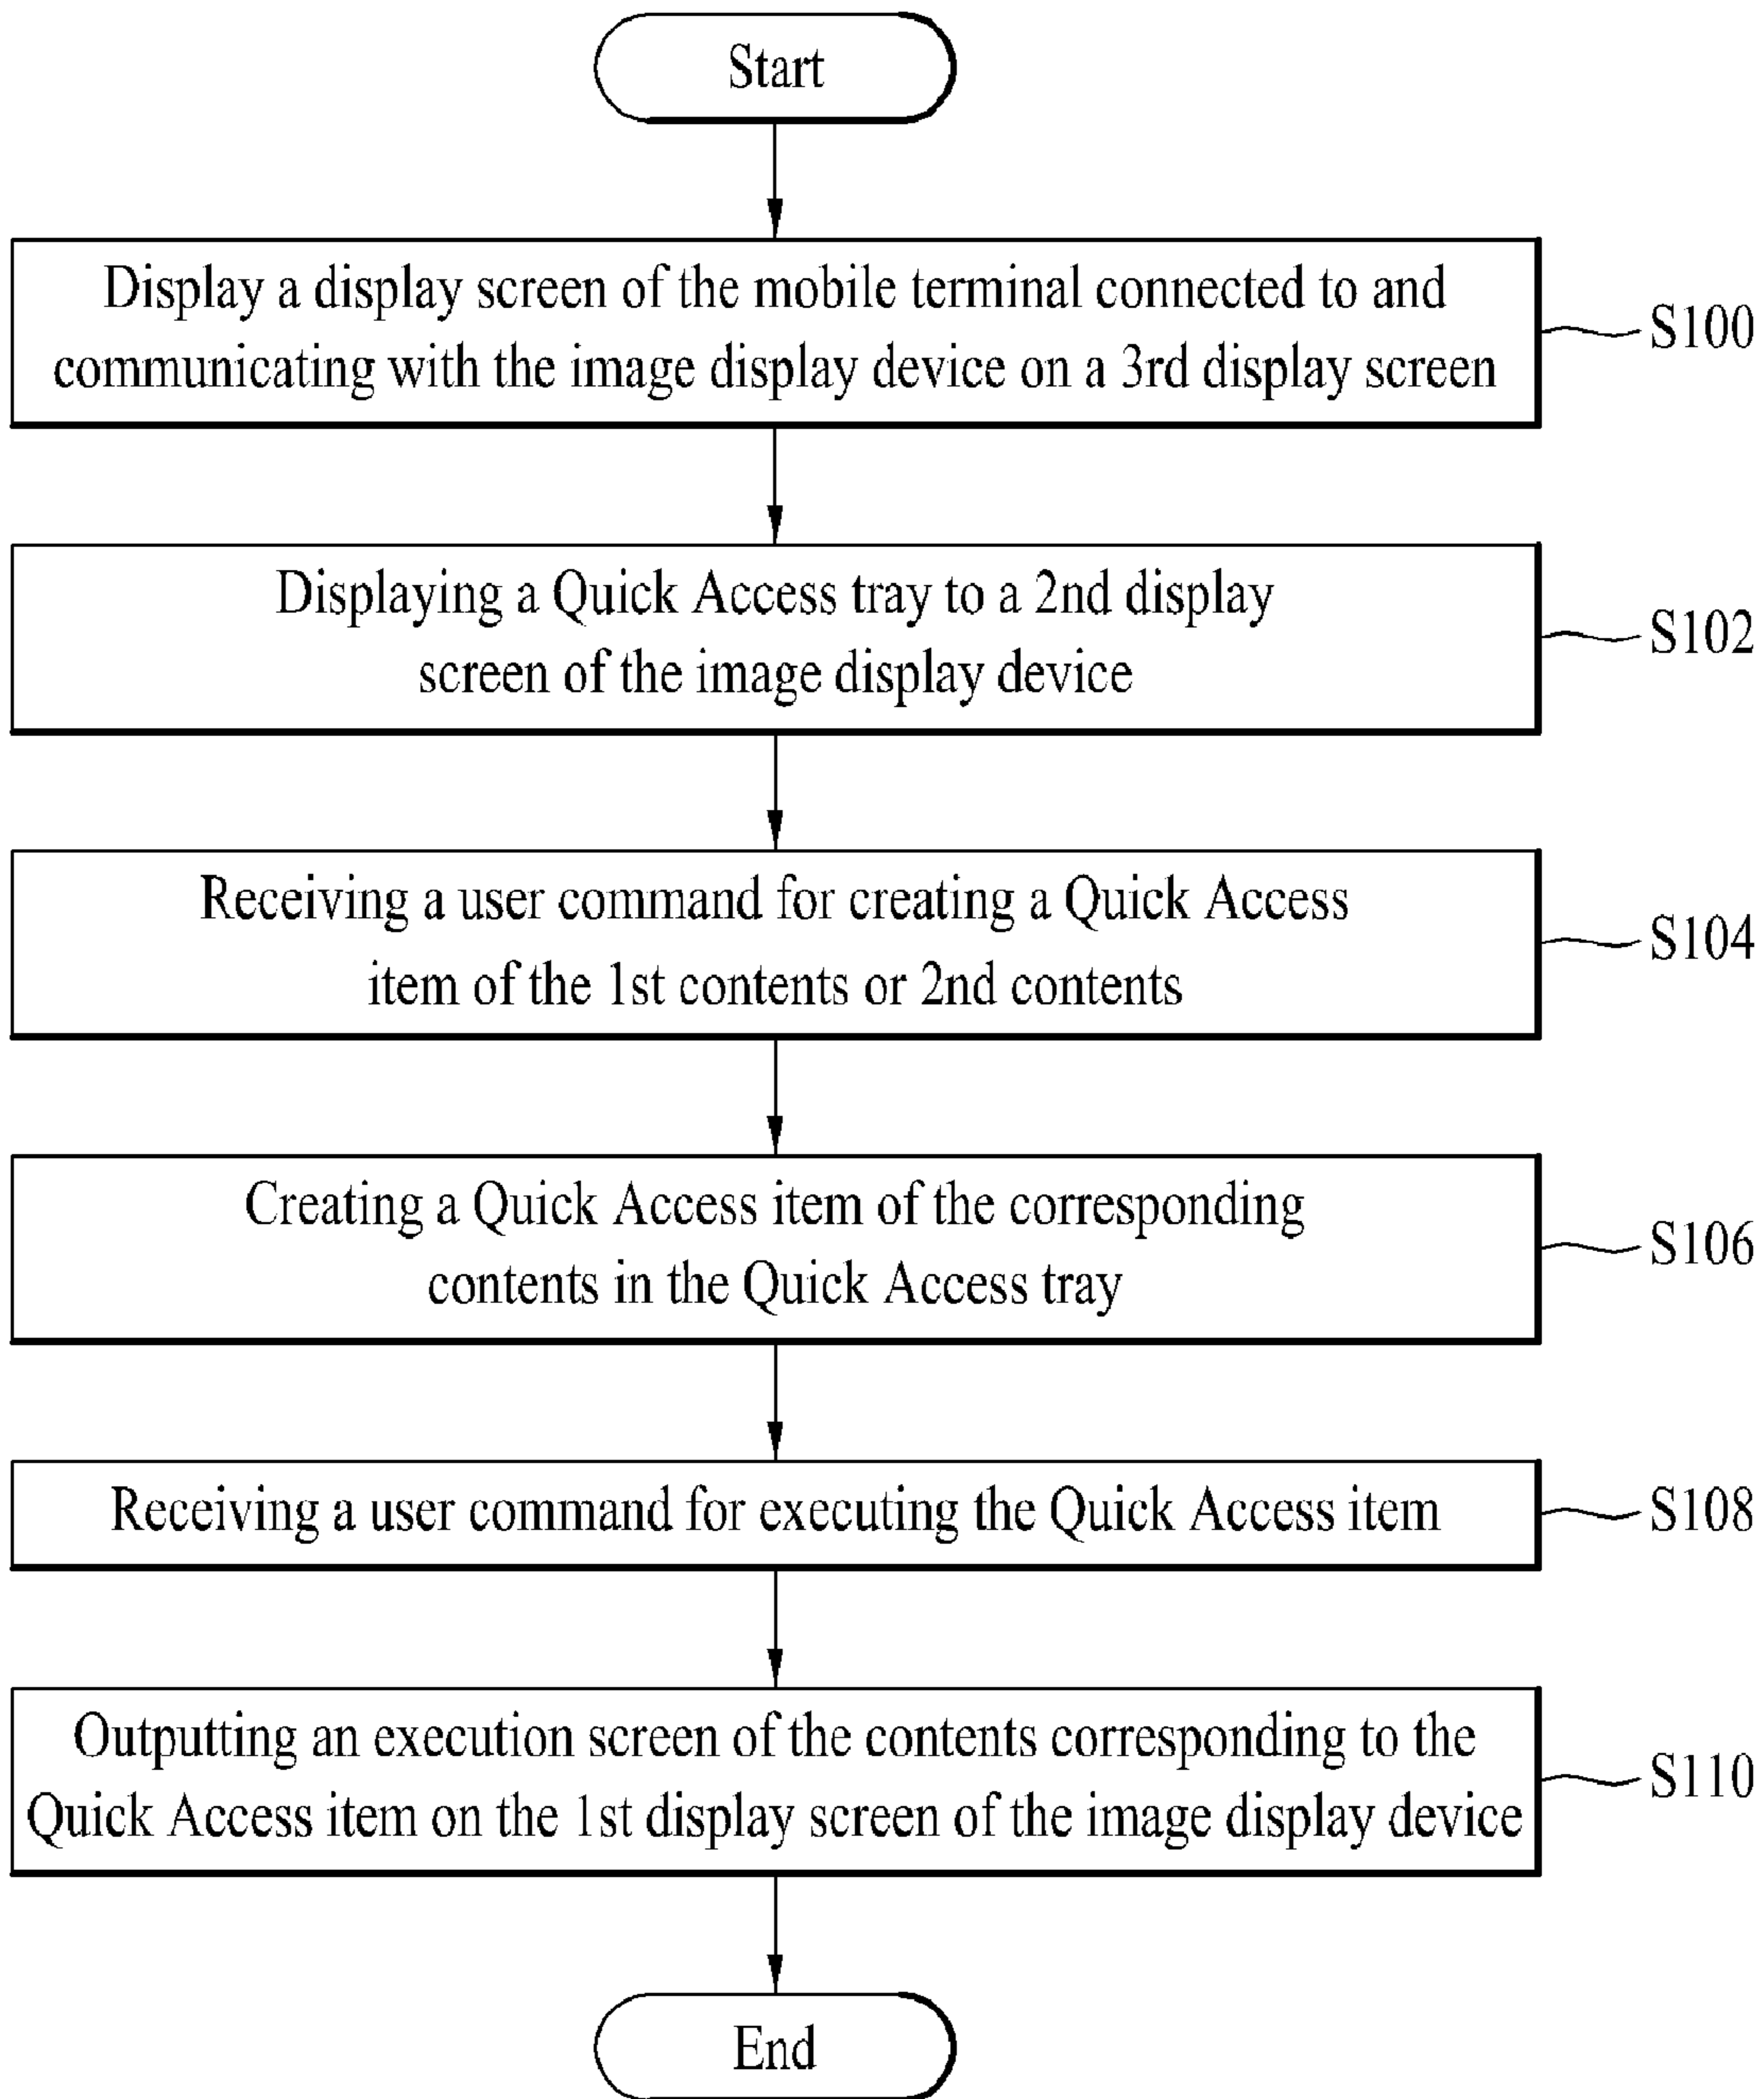 Start
Display a display screen of the mobile terminal connected to and
communicating with the image display device on a 3rd display screen
S100
Displaying a Quick Access tray to a 2nd display
screen of the image display device
S102
Receiving a user command for creating a Quick Access
item of the 1st contents or 2nd contents
S104
Creating a Quick Access item of the corresponding
contents in the Quick Access tray
S106
Receiving a user command for executing the Quick Access item
S108
Outputting an execution screen of the contents corresponding to the
Quick Access item on the 1st display screen of the image display device
S110
End